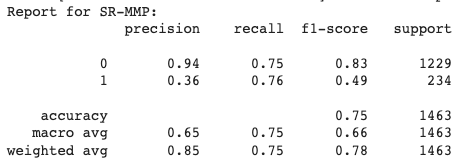 Report for SR-MMP:
precision recall f1-score support
0 0.94 0.75 0.83 1229
1 0.36 0.76 0.49 234
accuracy 0.75 1463
macro avg 0.65 0.75 0.66 1463
weighted avg 0.85 0.75 0.78 1463